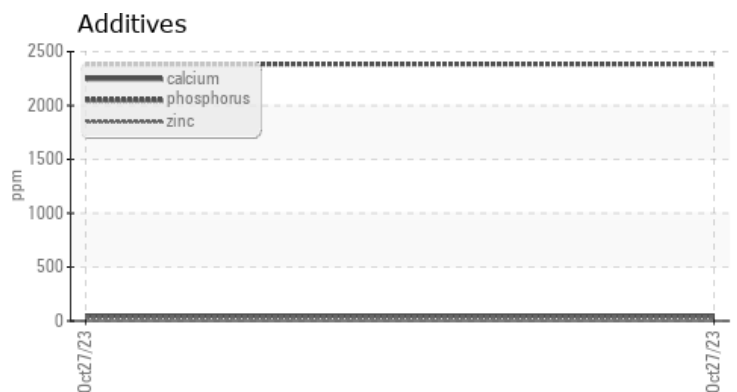 Additives
2500
2000
1500
1000
500
0
ppm
calcium
phosphorus
zinc
Oct27/23
Oct27/23